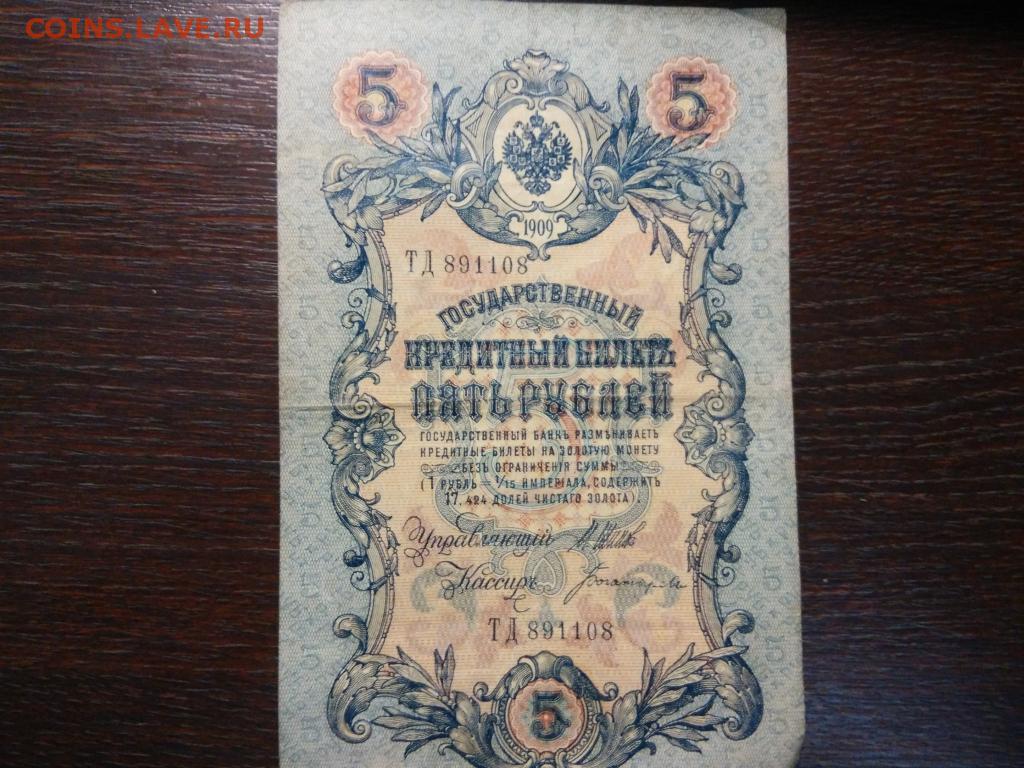 COINS.LAVE.RU
5 5
1909
ТД 891108
ГОСУДАРСТВЕННЫЙ
КРЕДИТНЫЙ БИЛЕТЪ
ПЯТЬ РУБЛЕЙ
ГОСУДАРСТВЕННЫЙ БАНКЪ РАЗМѢНИВАЕТЪ
КРЕДИТНЫЕ БИЛЕТЫ НА ЗОЛОТУЮ МОНЕТУ
БЕЗЪ ОГРАНИЧЕНІЯ СУММЫ
(1 РУБЛЬ = 1/15 ИМПЕРІАЛА, СОДЕРЖИТЪ
17,424 ДОЛЕЙ ЧИСТАГО ЗОЛОТА).
Управляющій
Кассиръ
ТД 891108
5